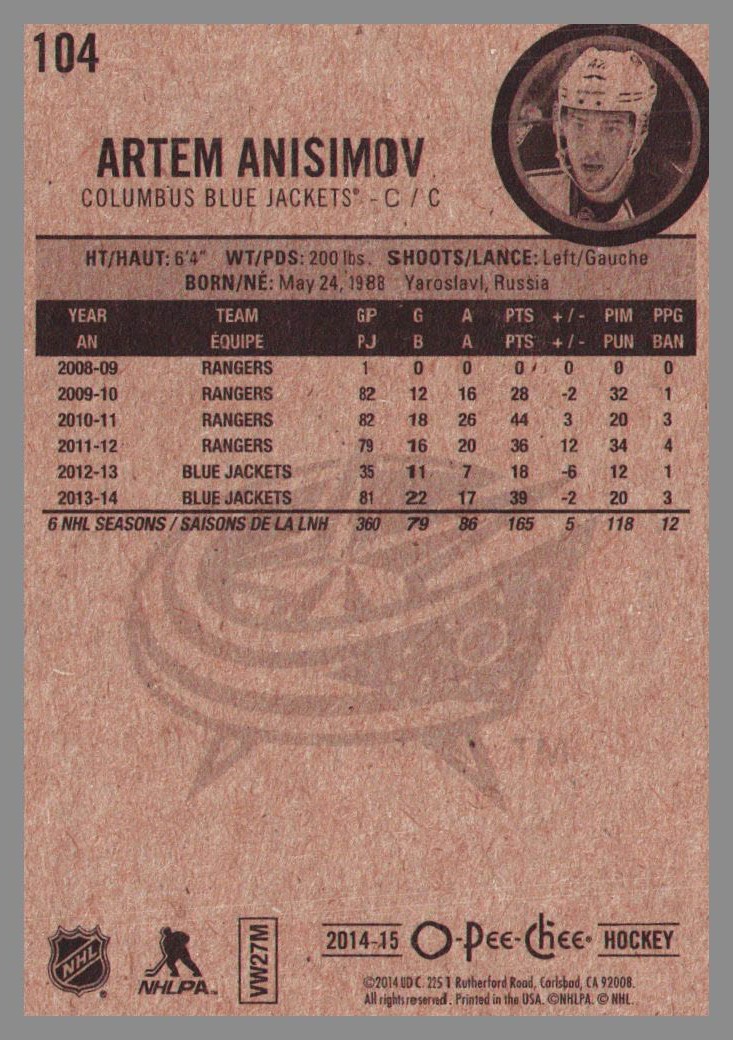 104
ARTEM ANISIMOV
COLUMBUS BLUE JACKETS® - C / C
HT/HAUT: 6'4" WT/PDS: 200 lbs. SHOOTS/LANCE: Left/Gauche
BORN/NÉ: May 24, 1988 Yaroslavl, Russia
YEAR TEAM GP G A PTS +/- PIM PPG
AN ÉQUIPE PJ B A PTS +/- PUN BAN
2008-09 RANGERS 1 0 0 0 0 0 0
2009-10 RANGERS 82 12 16 28 -2 32 1
2010-11 RANGERS 82 18 26 44 3 20 3
2011-12 RANGERS 79 16 20 36 12 34 4
2012-13 BLUE JACKETS 35 11 7 18 -6 12 1
2013-14 BLUE JACKETS 81 22 17 39 -2 20 3
6 NHL SEASONS / SAISONS DE LA LNH 360 79 86 165 5 118 12
TM
NHL
NHLPA™
VW27M
2014-15 O-Pee-Chee® HOCKEY
©2014 UDC. 2251 Rutherford Road, Carlsbad, CA 92008.
All rights reserved. Printed in the USA. ©NHLPA. © NHL.